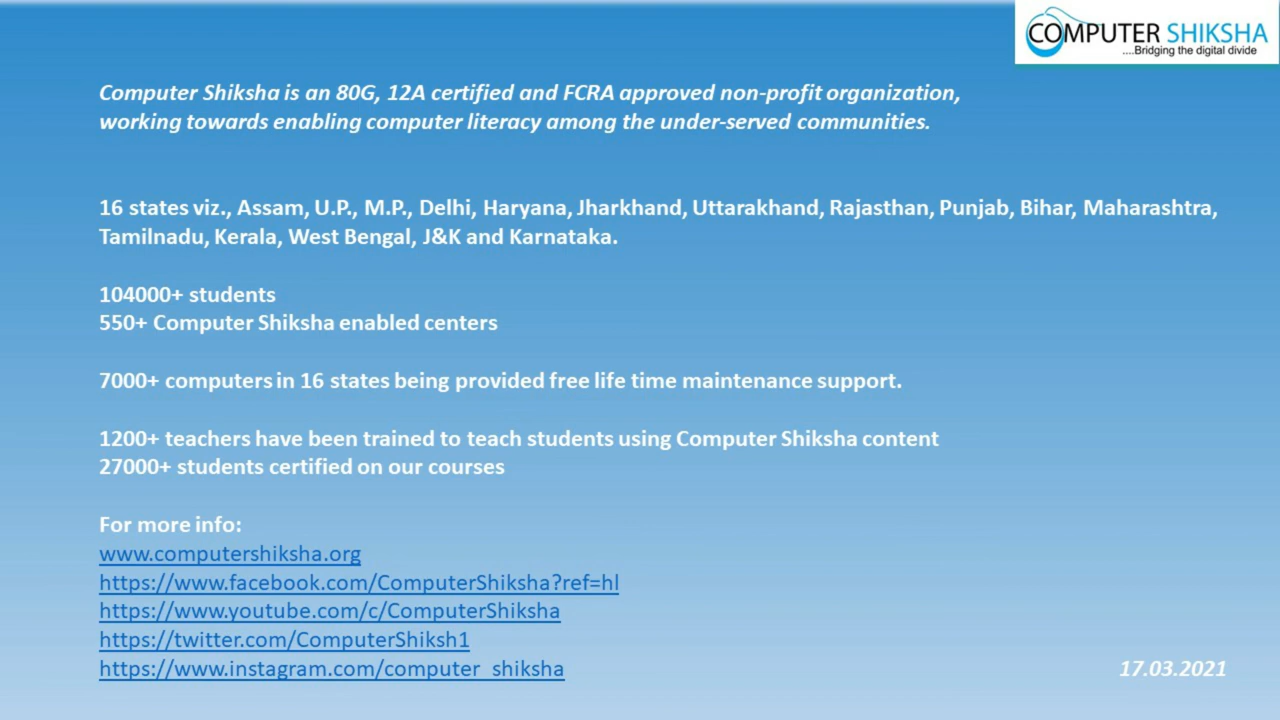 COMPUTER SHIKSHA
....Bridging the digital divide
Computer Shiksha is an 80G, 12A certified and FCRA approved non-profit organization,
working towards enabling computer literacy among the under-served communities.
16 states viz., Assam, U.P., M.P., Delhi, Haryana, Jharkhand, Uttarakhand, Rajasthan, Punjab, Bihar, Maharashtra,
Tamilnadu, Kerala, West Bengal, J&K and Karnataka.
104000+ students
550+ Computer Shiksha enabled centers
7000+ computers in 16 states being provided free life time maintenance support.
1200+ teachers have been trained to teach students using Computer Shiksha content
27000+ students certified on our courses
For more info:
www.computershiksha.org
https://www.facebook.com/ComputerShiksha?ref=hl
https://www.youtube.com/c/ComputerShiksha
https://twitter.com/ComputerShiksh1
https://www.instagram.com/computer_shiksha
17.03.2021